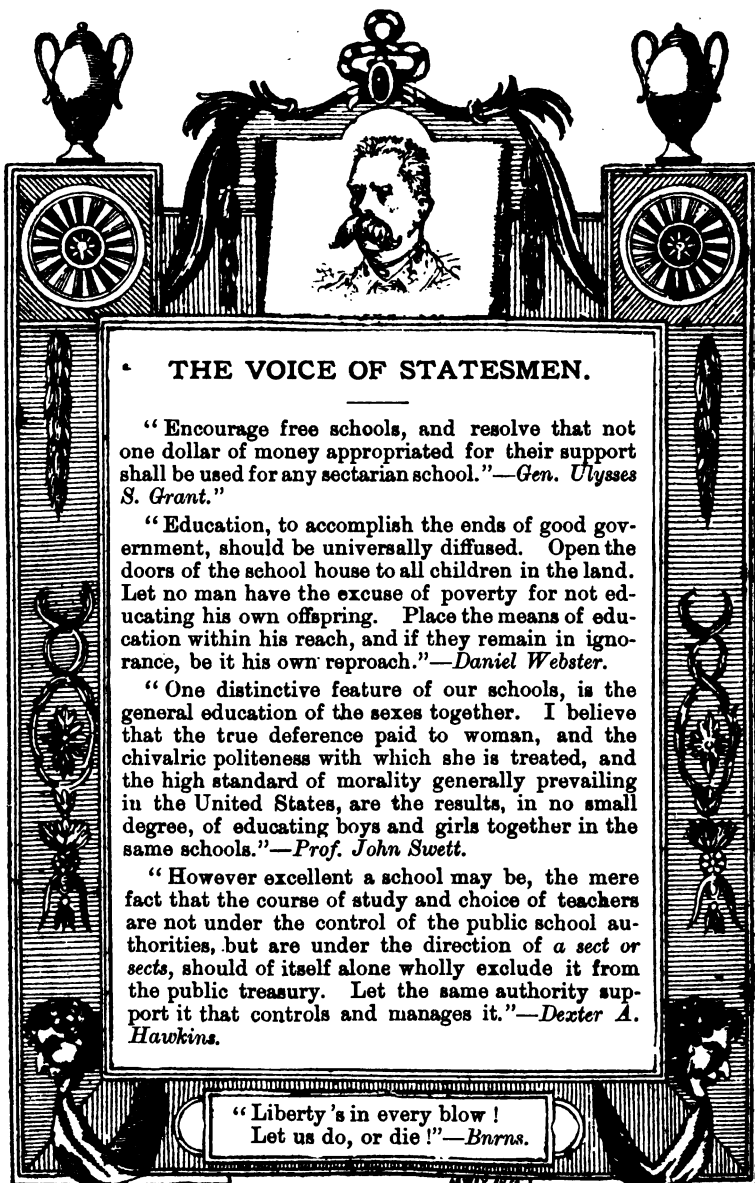 THE VOICE OF STATESMEN.
“ Encourage free schools, and resolve that not
one dollar of money appropriated for their support
shall be used for any sectarian school.”—Gen. Ulysses
S. Grant.”
“Education, to accomplish the ends of good gov-
ernment, should be universally diffused. Open the
doors of the school house to all children in the land.
Let no man have the excuse of poverty for not ed-
ucating his own offspring. Place the means of edu-
cation within his reach, and if they remain in igno-
rance, be it his own reproach.”—Daniel Webster.
“ One distinctive feature of our schools, is the
general education of the sexes together. I believe
that the true deference paid to woman, and the
chivalric politeness with which she is treated, and
the high standard of morality generally prevailing
in the United States, are the results, in no small
degree, of educating boys and girls together in the
same schools.”—Prof. John Swett.
“ However excellent a school may be, the mere
fact that the course of study and choice of teachers
are not under the control of the public school au-
thorities, but are under the direction of a sect or
sects, should of itself alone wholly exclude it from
the public treasury. Let the same authority sup-
port it that controls and manages it.”—Dexter A.
Hawkins.
“ Liberty 's in every blow !
Let us do, or die !”—Bnrns.